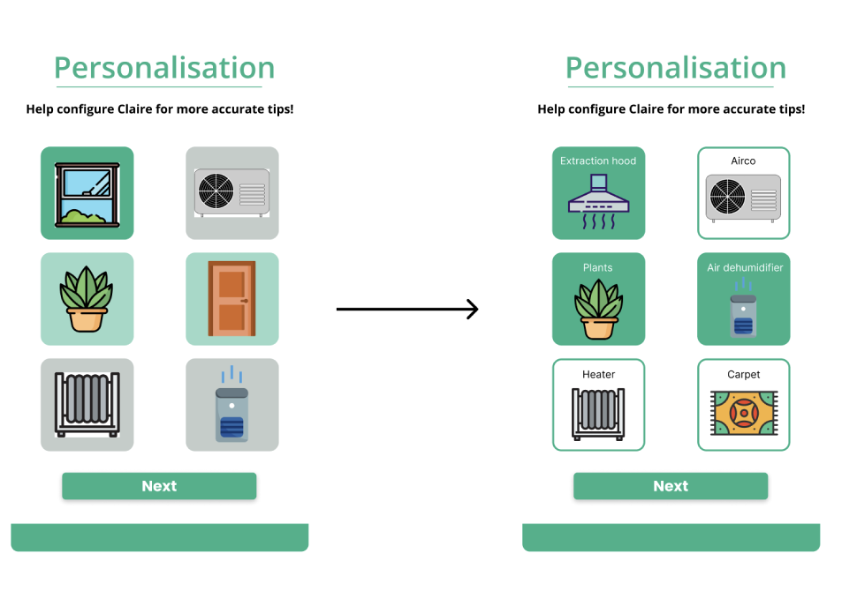 Personalisation
Help configure Claire for more accurate tips!
Next
Personalisation
Help configure Claire for more accurate tips!
Extraction hood
Airco
Plants
Air dehumidifier
Heater
Carpet
Next